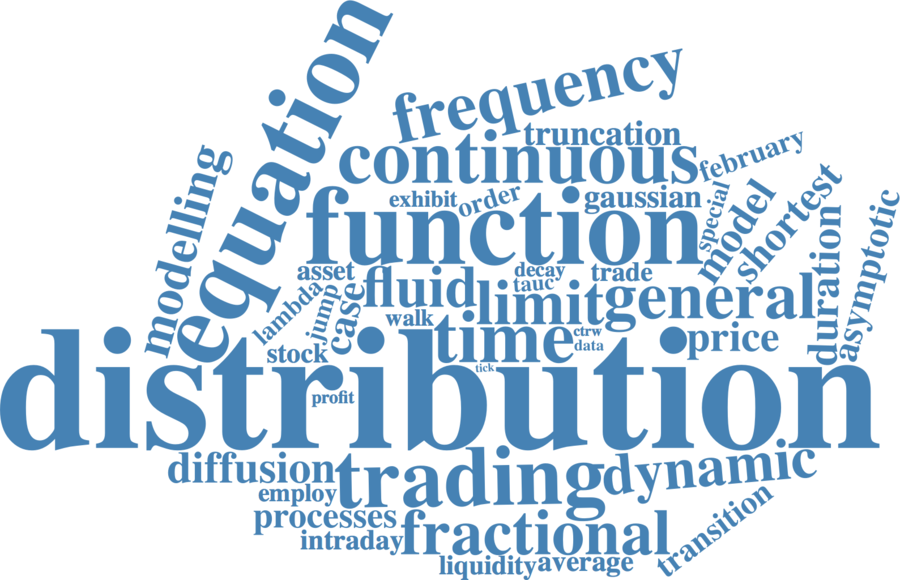 equation
frequency
truncation
continuous
february
modelling
exhibit
order
gaussian
special
function
model
shortest
asset
fluid
decay
trade
tauc
lambda
jump
case
limit
general
duration
asymptotic
walk
time
ctrw
data
price
stock
tick
distribution
profit
diffusion
trading
dynamic
employ
processes
fractional
transition
intraday
liquidity
average